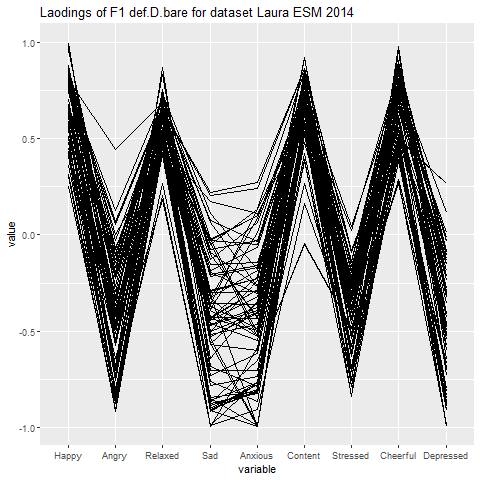 Laodings of F1 def.D.bare for dataset Laura ESM 2014
1.0
0.5
0.0
-0.5
-1.0
value
Happy Angry Relaxed Sad Anxious Content Stressed Cheerful Depressed
variable